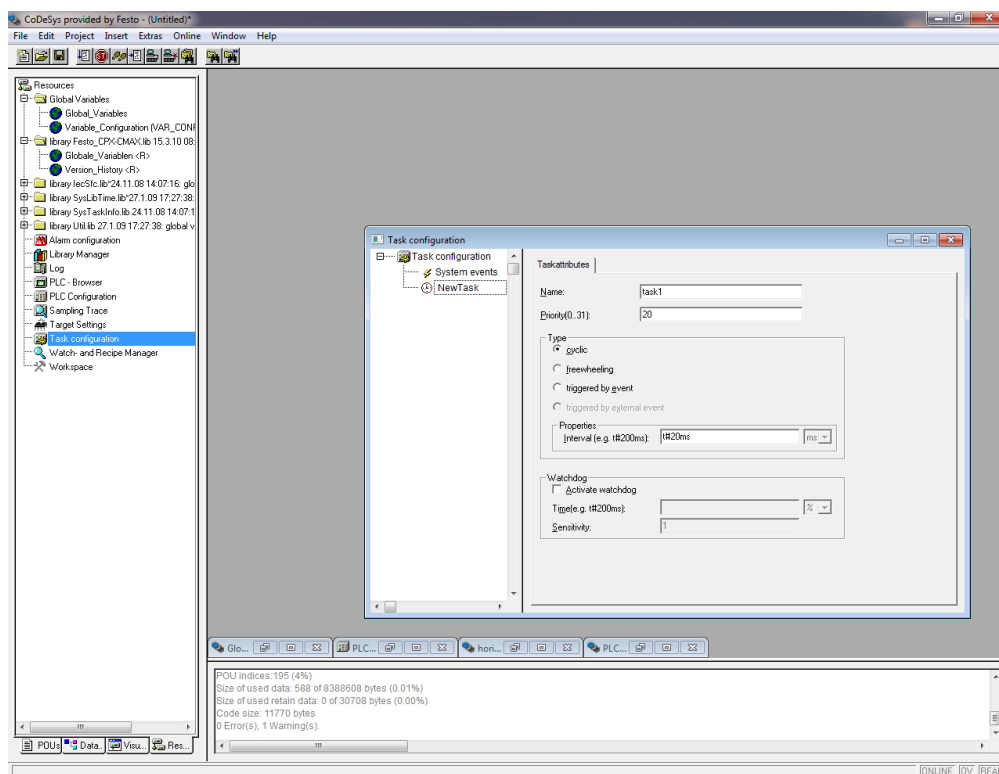 CoDeSys provided by Festo - (Untitled)*
File Edit Project Insert Extras Online Window Help
Resources
Global Variables
Global_Variables
Variable_Configuration (VAR_CONF
library Festo_CPX-CMAX.lib 15.3.10 08:
Globale_Variablen <R>
Version_History <R>
library IecSfc.lib*24.11.08 14:07:16: glo
library SysLibTime.lib*27.1.09 17:27:38:
library SysTaskInfo.lib 24.11.08 14:07:1
library Util.lib 27.1.09 17:27:38: global v
Alarm configuration
Library Manager
Log
PLC - Browser
PLC Configuration
Sampling Trace
Target Settings
Task configuration
Watch- and Recipe Manager
Workspace
POUs Data.. Visu... Res...
Task configuration
Task configuration
System events
NewTask
Taskattributes
Name: task1
Priority(0..31): 20
Type
cyclic
freewheeling
triggered by event
triggered by external event
Properties
Interval (e.g. t#200ms): t#20ms ms
Watchdog
Activate watchdog
Time(e.g. t#200ms): %
Sensitivity: 1
Glo... PLC... hori... PLC...
POU indices:195 (4%)
Size of used data: 588 of 8388608 bytes (0.01%)
Size of used retain data: 0 of 30708 bytes (0.00%)
Code size: 11770 bytes
0 Error(s), 1 Warning(s).
ONLINE OV READ